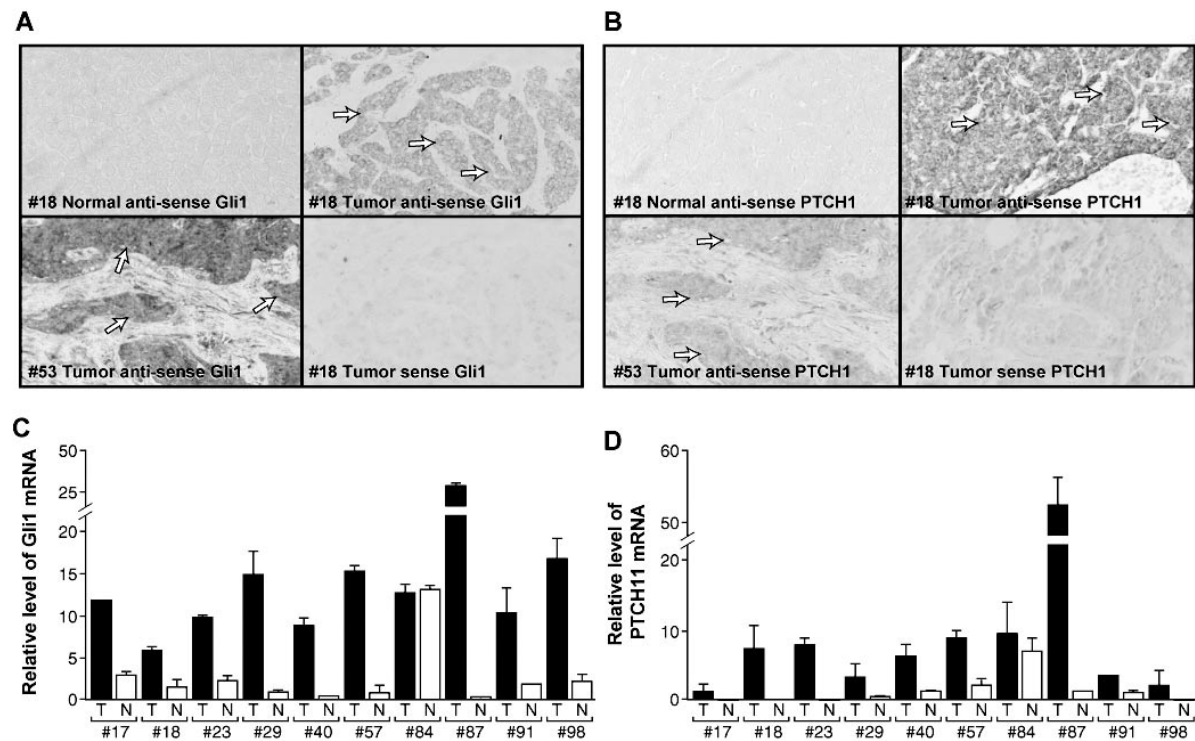 A
B
#18 Normal anti-sense Gli1
#18 Tumor anti-sense Gli1
#18 Normal anti-sense PTCH1
#18 Tumor anti-sense PTCH1
#53 Tumor anti-sense Gli1
#18 Tumor sense Gli1
#53 Tumor anti-sense PTCH1
#18 Tumor sense PTCH1
C
Relative level of Gli1 mRNA
50
25
20
15
10
5
0
T N T N T N T N T N T N T N T N T N T N
#17 #18 #23 #29 #40 #57 #84 #87 #91 #98
D
Relative level of
PTCH11 mRNA
60
50
20
10
0
T N T N T N T N T N T N T N T N T N T N
#17 #18 #23 #29 #40 #57 #84 #87 #91 #98